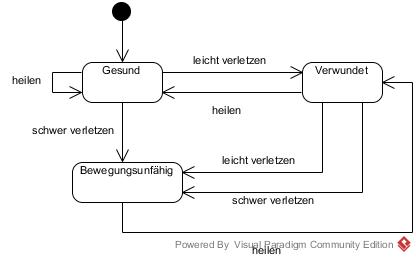 leicht verletzen
Gesund
Verwundet
heilen
heilen
schwer verletzen
leicht verletzen
Bewegungsunfähig
schwer verletzen
Powered By Visual Paradigm Community Edition
heilen